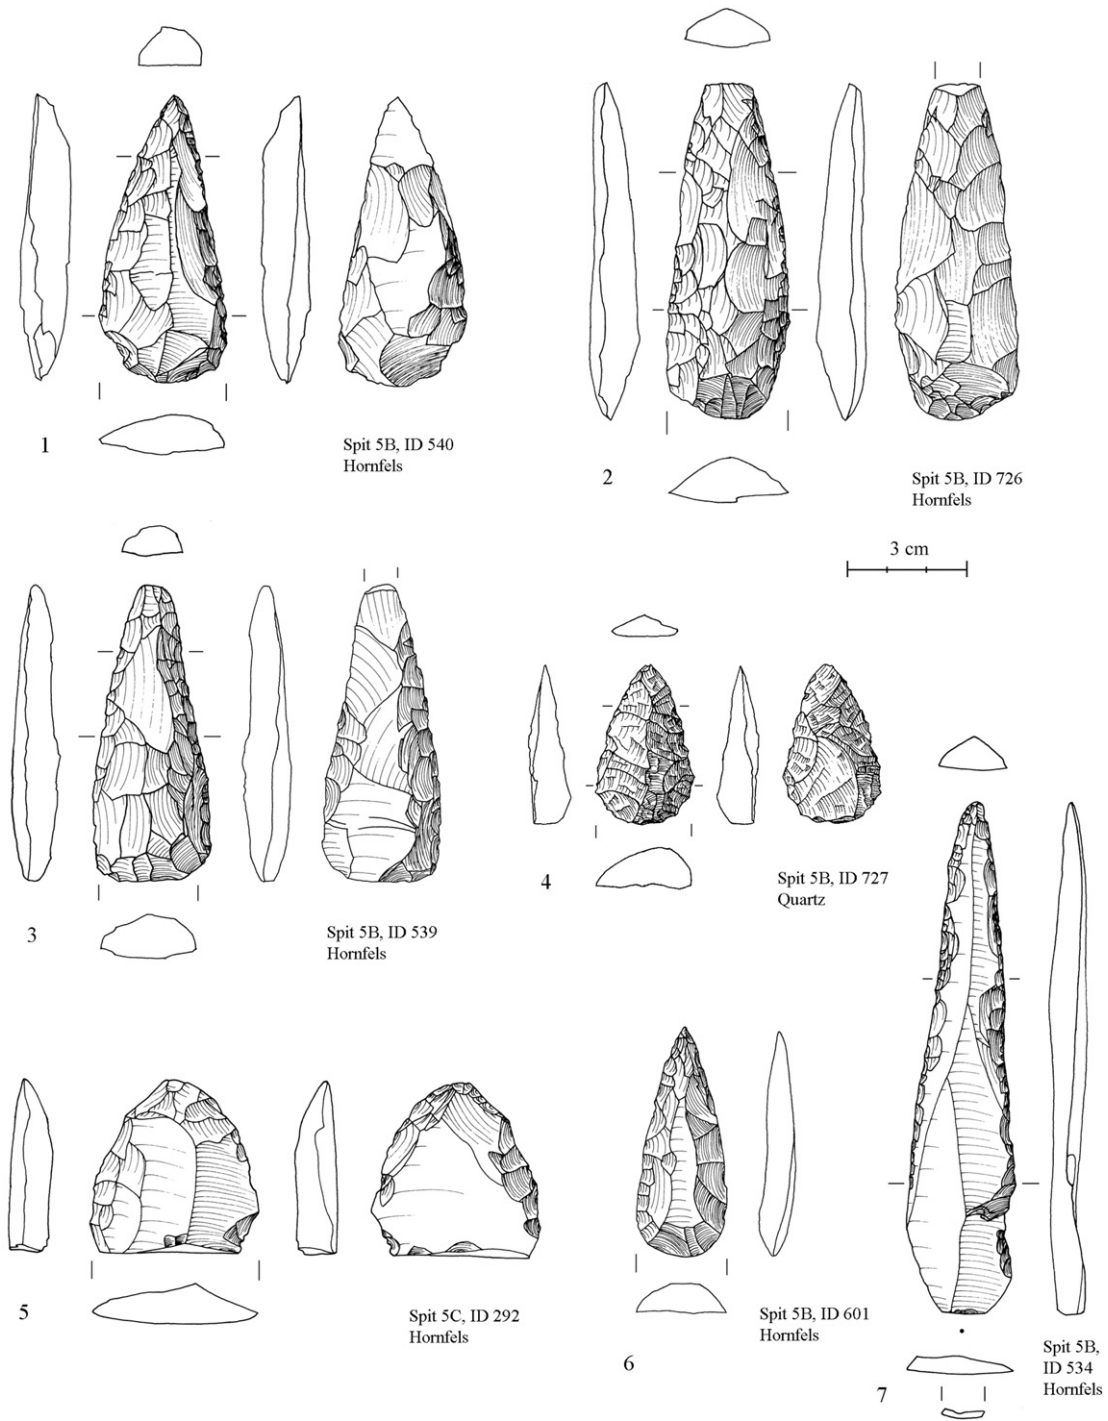 1
Spit 5B, ID 540
Hornfels
2
Spit 5B, ID 726
Hornfels
3 cm
3
Spit 5B, ID 539
Hornfels
4
Spit 5B, ID 727
Quartz
5
Spit 5C, ID 292
Hornfels
6
Spit 5B, ID 601
Hornfels
7
Spit 5B,
ID 534
Hornfels